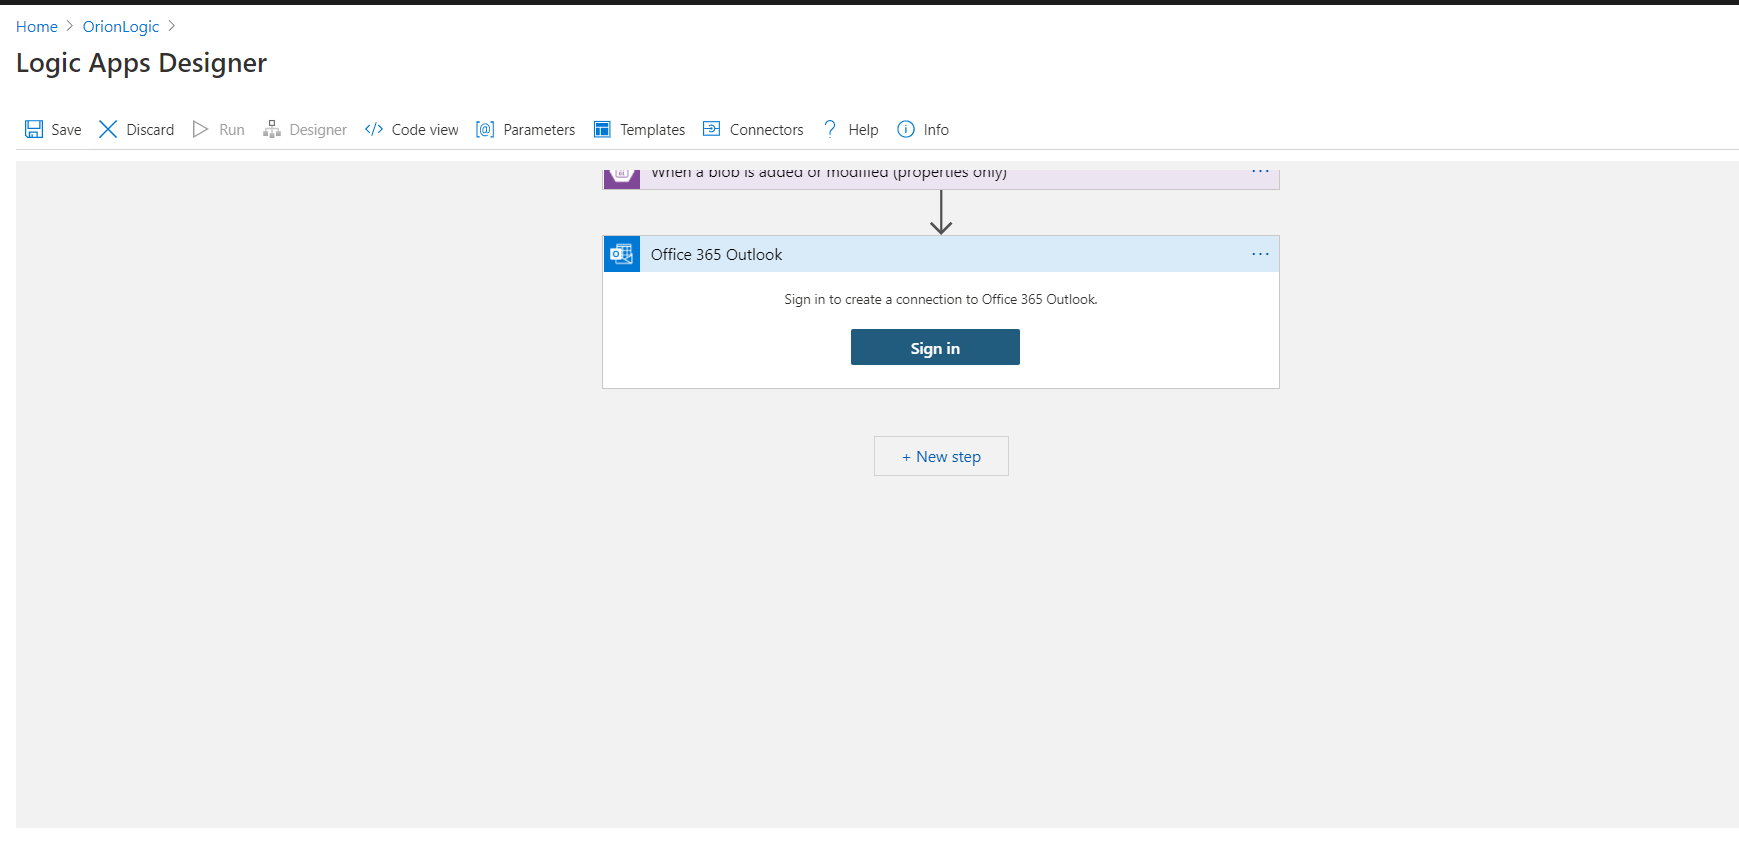 Home > OrionLogic >
Logic Apps Designer
Save Discard Run Designer </> Code view [@] Parameters Templates Connectors ? Help Info
When a blob is added or modified (properties only) ...
Office 365 Outlook ...
Sign in to create a connection to Office 365 Outlook.
Sign in
+ New step